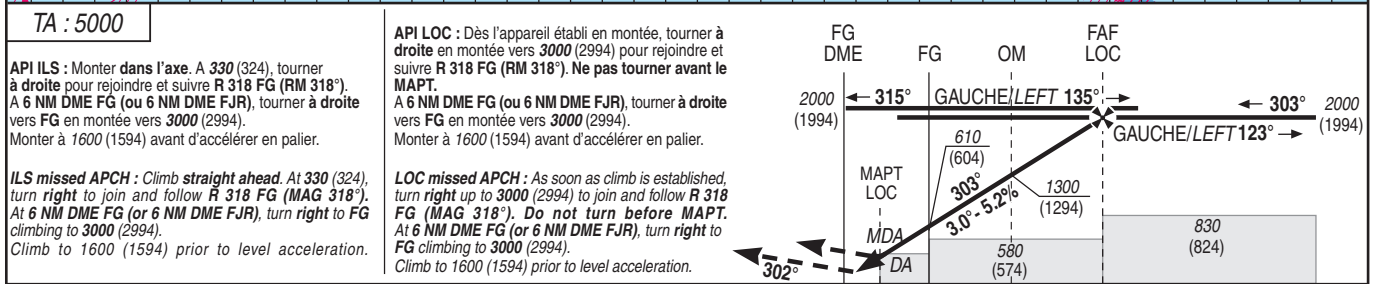 TA : 5000
API ILS : Monter dans l'axe. A 330 (324), tourner
à droite pour rejoindre et suivre R 318 FG (RM 318°).
A 6 NM DME FG (ou 6 NM DME FJR), tourner à droite
vers FG en montée vers 3000 (2994).
Monter à 1600 (1594) avant d'accélérer en palier.
ILS missed APCH : Climb straight ahead. At 330 (324),
turn right to join and follow R 318 FG (MAG 318°).
At 6 NM DME FG (or 6 NM DME FJR), turn right to FG
climbing to 3000 (2994).
Climb to 1600 (1594) prior to level acceleration.
API LOC : Dès l'appareil établi en montée, tourner à
droite en montée vers 3000 (2994) pour rejoindre et
suivre R 318 FG (RM 318°). Ne pas tourner avant le
MAPT.
A 6 NM DME FG (ou 6 NM DME FJR), tourner à droite
vers FG en montée vers 3000 (2994).
Monter à 1600 (1594) avant d'accélérer en palier.
LOC missed APCH : As soon as climb is established,
turn right up to 3000 (2994) to join and follow R 318
FG (MAG 318°). Do not turn before MAPT.
At 6 NM DME FG (or 6 NM DME FJR), turn right to
FG climbing to 3000 (2994).
Climb to 1600 (1594) prior to level acceleration.
FG
DME
FG
OM
FAF
LOC
2000
(1994)
← 315° GAUCHE/LEFT 135° →
← 303°
2000
(1994)
GAUCHE/LEFT 123° →
610
(604)
MAPT
LOC
303°
3.0°- 5.2%
1300
(1294)
MDA
DA
302°
580
(574)
830
(824)